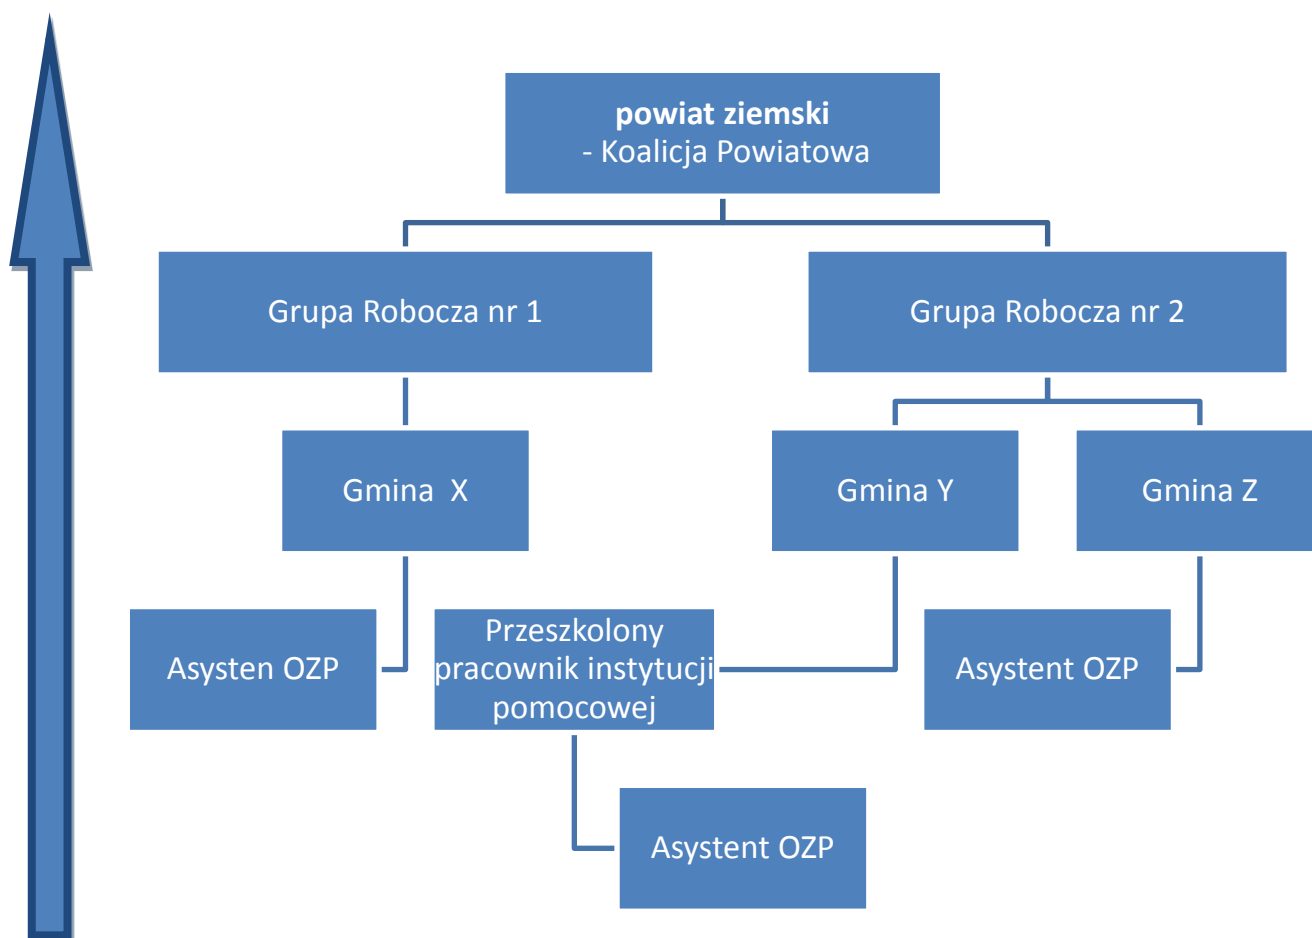 powiat ziemski
- Koalicja Powiatowa
Grupa Robocza nr 1
Grupa Robocza nr 2
Gmina X
Gmina Y
Gmina Z
Asysten OZP
Przeszkolony
pracownik instytucji
pomocowej
Asystent OZP
Asystent OZP